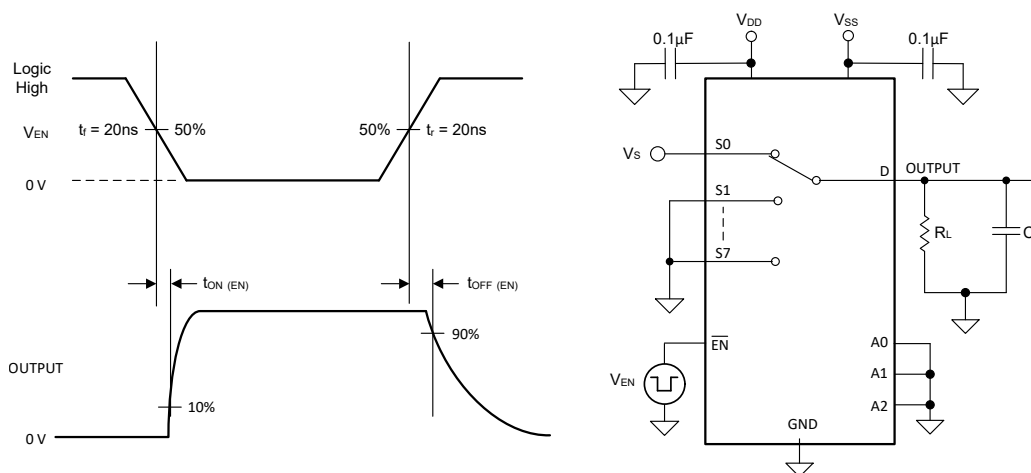 Logic
High
VEN
tf = 20ns
50%
50%
tr = 20ns
0 V
tON (EN)
tOFF (EN)
90%
OUTPUT
10%
0 V
VDD
VSS
0.1µF
0.1µF
VS
S0
D
OUTPUT
S1
RL
C
S7
EN
A0
VEN
A1
A2
GND